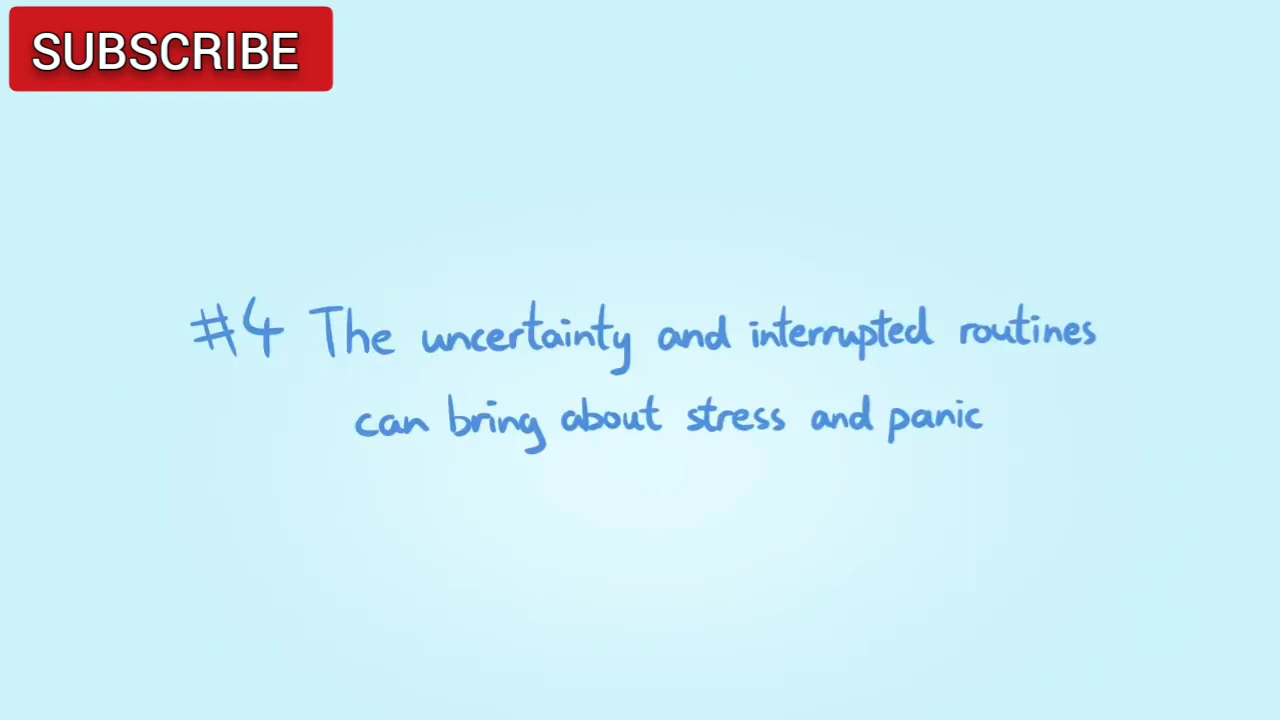 SUBSCRIBE
#4 The uncertainty and interrupted routines
can bring about stress and panic